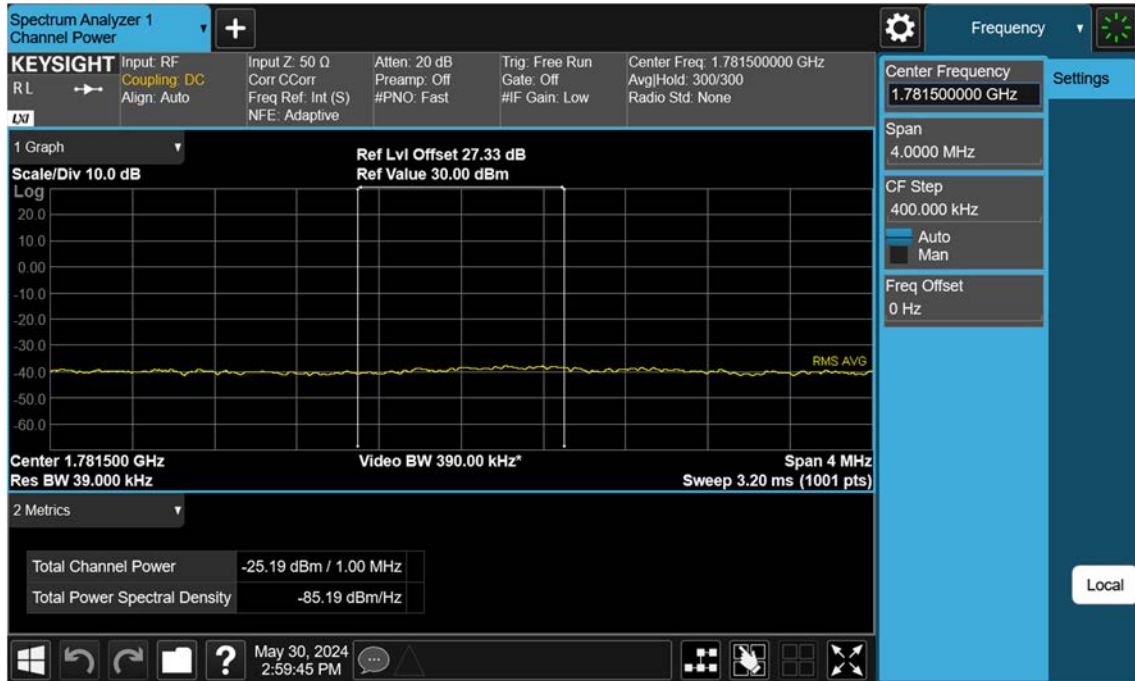 Spectrum Analyzer 1
Channel Power
Frequency
KEYSIGHT
R L
LXI
Input: RF
Coupling: DC
Align: Auto
Input Z: 50 Ω
Corr CCorr
Freq Ref: Int (S)
NFE: Adaptive
Atten: 20 dB
Preamp: Off
#PNO: Fast
Trig: Free Run
Gate: Off
#IF Gain: Low
Center Freq: 1.781500000 GHz
Avg|Hold: 300/300
Radio Std: None
Center Frequency
1.781500000 GHz
Settings
Span
4.0000 MHz
CF Step
400.000 kHz
Auto
Man
Freq Offset
0 Hz
Local
1 Graph
Scale/Div 10.0 dB
Ref Lvl Offset 27.33 dB
Ref Value 30.00 dBm
Log
20.0
10.0
0.00
-10.0
-20.0
-30.0
-40.0
-50.0
-60.0
RMS AVG
Center 1.781500 GHz
Video BW 390.00 kHz*
Span 4 MHz
Res BW 39.000 kHz
Sweep 3.20 ms (1001 pts)
2 Metrics
Total Channel Power -25.19 dBm / 1.00 MHz
Total Power Spectral Density -85.19 dBm/Hz
?
May 30, 2024
2:59:45 PM